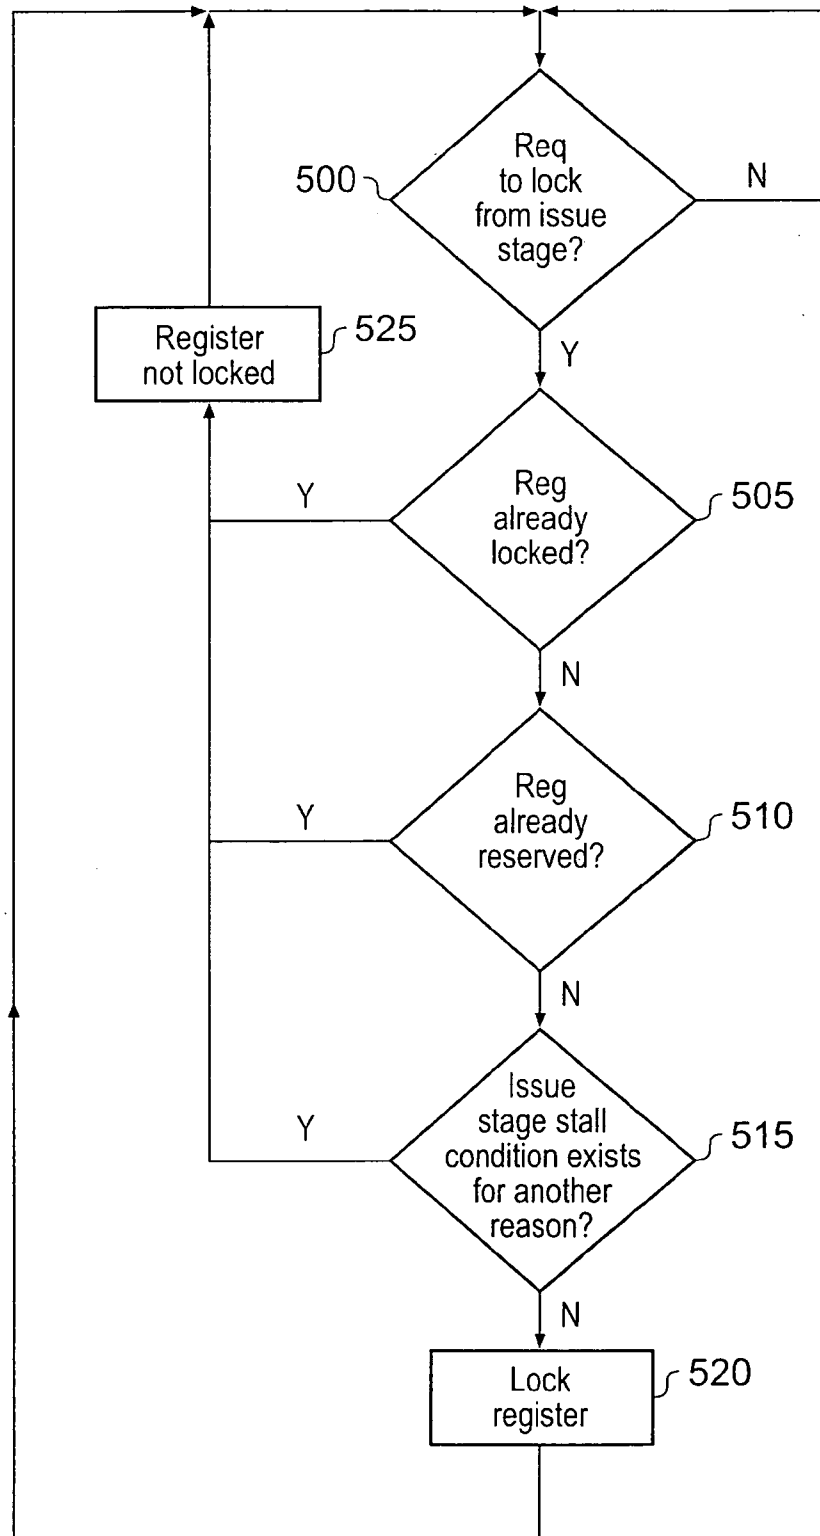 Req
to lock
from issue
stage?
500
N
Y
Register
not locked
525
Reg
already
locked?
505
Y
N
Reg
already
reserved?
510
Y
N
Issue
stage stall
condition exists
for another
reason?
515
Y
N
Lock
register
520